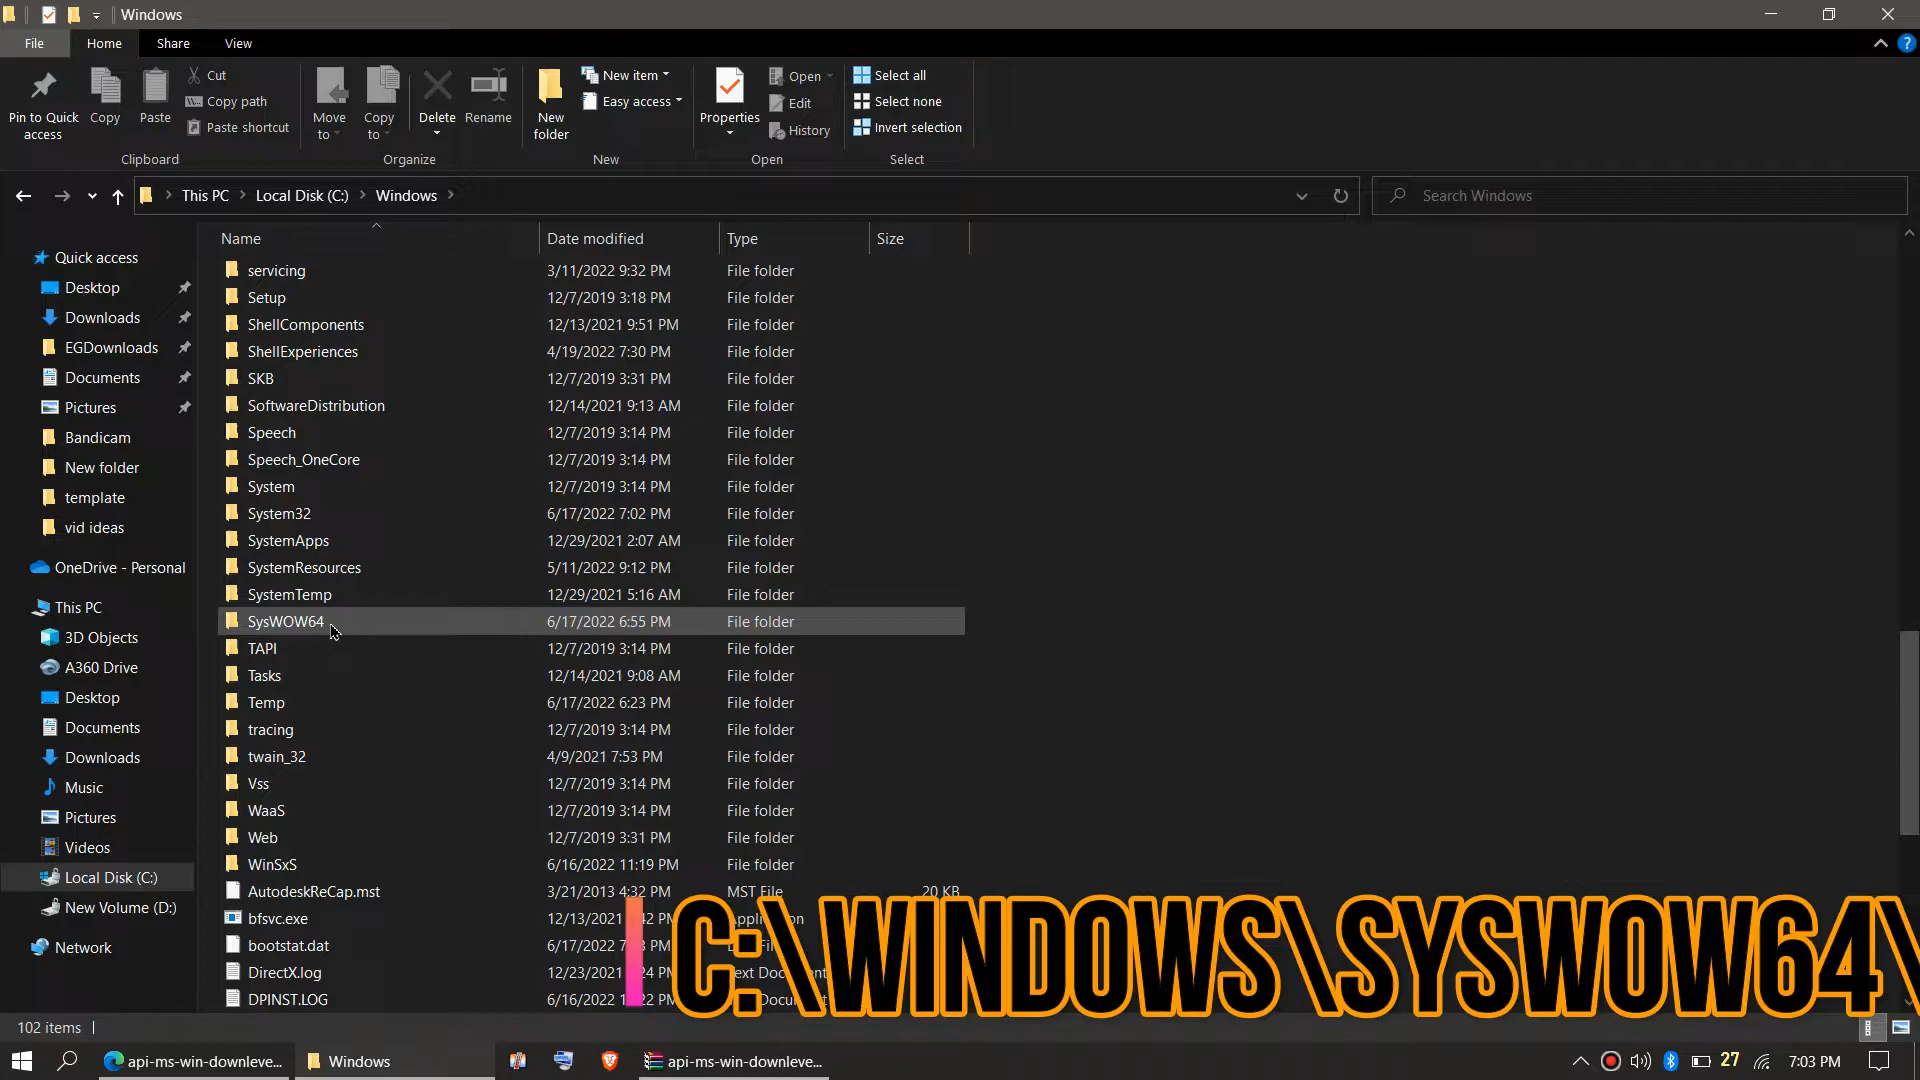 Windows
File Home Share View
Pin to Quick access
Copy
Paste
Cut
Copy path
Paste shortcut
Clipboard
Move to
Copy to
Delete
Rename
Organize
New folder
New item
Easy access
New
Properties
Open
Edit
History
Open
Select all
Select none
Invert selection
Select
This PC Local Disk (C:) Windows
Search Windows
Name Date modified Type Size
Quick access
Desktop
Downloads
EGDownloads
Documents
Pictures
Bandicam
New folder
template
vid ideas
OneDrive - Personal
This PC
3D Objects
A360 Drive
Desktop
Documents
Downloads
Music
Pictures
Videos
Local Disk (C:)
New Volume (D:)
Network
servicing 3/11/2022 9:32 PM File folder
Setup 12/7/2019 3:18 PM File folder
ShellComponents 12/13/2021 9:51 PM File folder
ShellExperiences 4/19/2022 7:30 PM File folder
SKB 12/7/2019 3:31 PM File folder
SoftwareDistribution 12/14/2021 9:13 AM File folder
Speech 12/7/2019 3:14 PM File folder
Speech_OneCore 12/7/2019 3:14 PM File folder
System 12/7/2019 3:14 PM File folder
System32 6/17/2022 7:02 PM File folder
SystemApps 12/29/2021 2:07 AM File folder
SystemResources 5/11/2022 9:12 PM File folder
SystemTemp 12/29/2021 5:16 AM File folder
SysWOW64 6/17/2022 6:55 PM File folder
TAPI 12/7/2019 3:14 PM File folder
Tasks 12/14/2021 9:08 AM File folder
Temp 6/17/2022 6:23 PM File folder
tracing 12/7/2019 3:14 PM File folder
twain_32 4/9/2021 7:53 PM File folder
Vss 12/7/2019 3:14 PM File folder
WaaS 12/7/2019 3:14 PM File folder
Web 12/7/2019 3:31 PM File folder
WinSxS 6/16/2022 11:19 PM File folder
AutodeskReCap.mst 3/21/2013 4:32 PM MST File 20 KB
bfsvc.exe 12/13/2021
bootstat.dat 6/17/2022
DirectX.log 12/23/2021
DPINST.LOG 6/16/2022
C:\WINDOWS\SYSWOW64\
102 items
api-ms-win-downleve...
Windows
api-ms-win-downleve...
27
7:03 PM